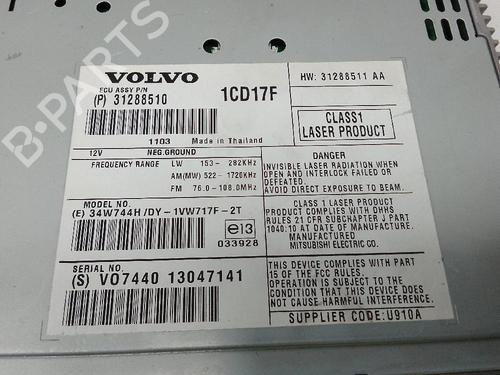 VOLVO
ECU ASSY P/N
(P) 31288510
1CD17F
HW: 31288511 AA
CLASS1
LASER PRODUCT
1103 Made in Thailand
12V NEG.GROUND
FREQUENCY RANGE LW 153- 282KHz
AM(MW) 522- 1720KHz
FM 76.0-108.0MHz
DANGER
INVISIBLE LASER RADIATION WHEN
OPEN AND INTERLOCK FAILED OR
DEFEATED.
AVOID DIRECT EXPOSURE TO BEAM.
MODEL NO.
(E) 34W744H/DY-1VW717F-2T
e13
033928
CLASS 1 LASER PRODUCT
PRODUCT COMPLIES WITH DHHS
RULES 21 CFR SUBCHAPTER J PART
1040:10 AT DATE OF MANUFACTURE.
MANUFACTURED
MITSUBISHI ELECTRIC CO.
SERIAL NO.
(S) VO7440 13047141
THIS DEVICE COMPLIES WITH PART
15 OF THE FCC RULES.
OPERATION IS SUBJECT TO THE
CONDITION THAT THIS DEVICE DOES
NOT CAUSE HARMFUL INTERFERENCE.
SUPPLIER CODE:U910A
B-PARTS